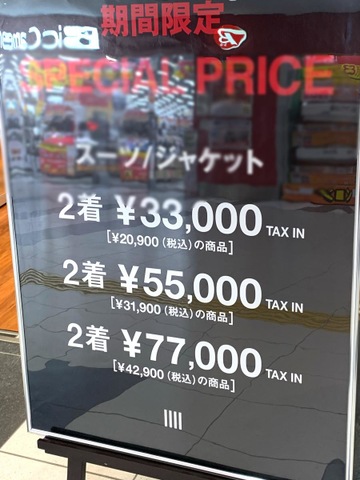 期間限定
BicCamera
SPECIAL PRICE
スーツ/ジャケット
2着 ¥33,000 TAX IN
[¥20,900(税込)の商品]
2着 ¥55,000 TAX IN
[¥31,900(税込)の商品]
2着 ¥77,000 TAX IN
[¥42,900(税込)の商品]